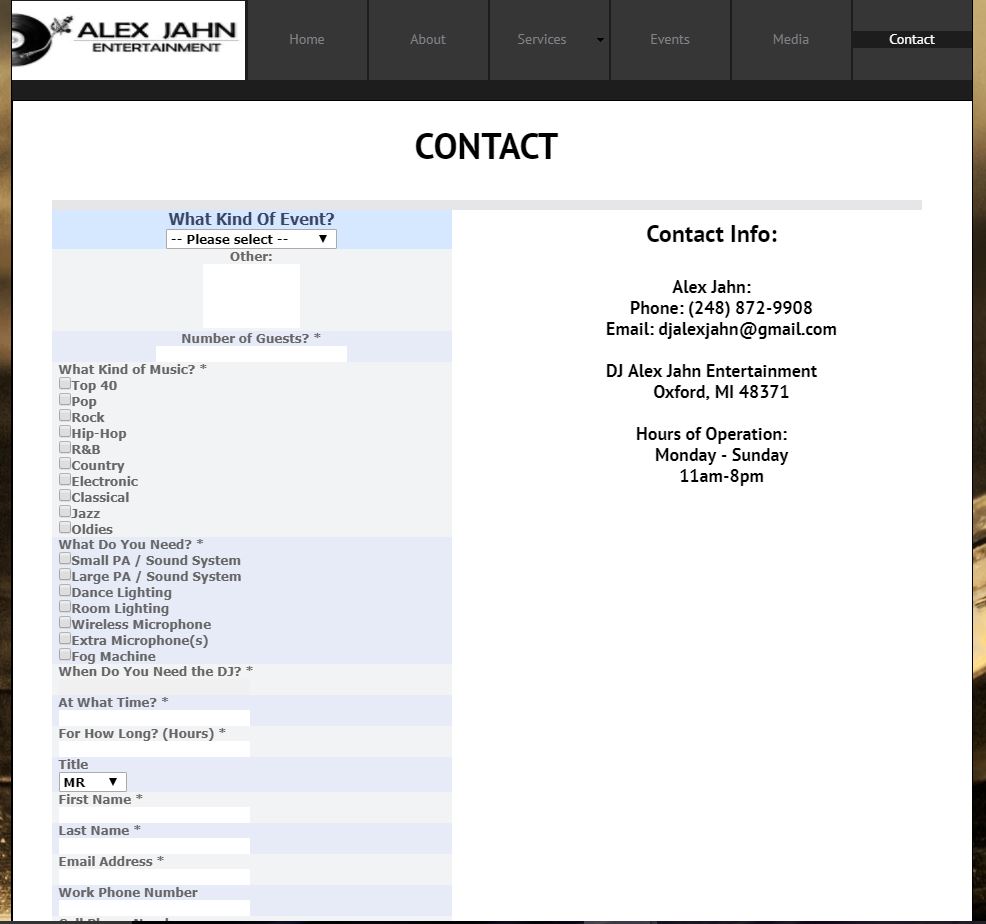 ALEX JAHN
ENTERTAINMENT
Home
About
Services
Events
Media
Contact
CONTACT
What Kind Of Event?
-- Please select --
Other:
Number of Guests? *
What Kind of Music? *
Top 40
Pop
Rock
Hip-Hop
R&B
Country
Electronic
Classical
Jazz
Oldies
What Do You Need? *
Small PA / Sound System
Large PA / Sound System
Dance Lighting
Room Lighting
Wireless Microphone
Extra Microphone(s)
Fog Machine
When Do You Need the DJ? *
At What Time? *
For How Long? (Hours) *
Title
MR
First Name *
Last Name *
Email Address *
Work Phone Number
Contact Info:
Alex Jahn:
Phone: (248) 872-9908
Email: djalexjahn@gmail.com
DJ Alex Jahn Entertainment
Oxford, MI 48371
Hours of Operation:
Monday - Sunday
11am-8pm